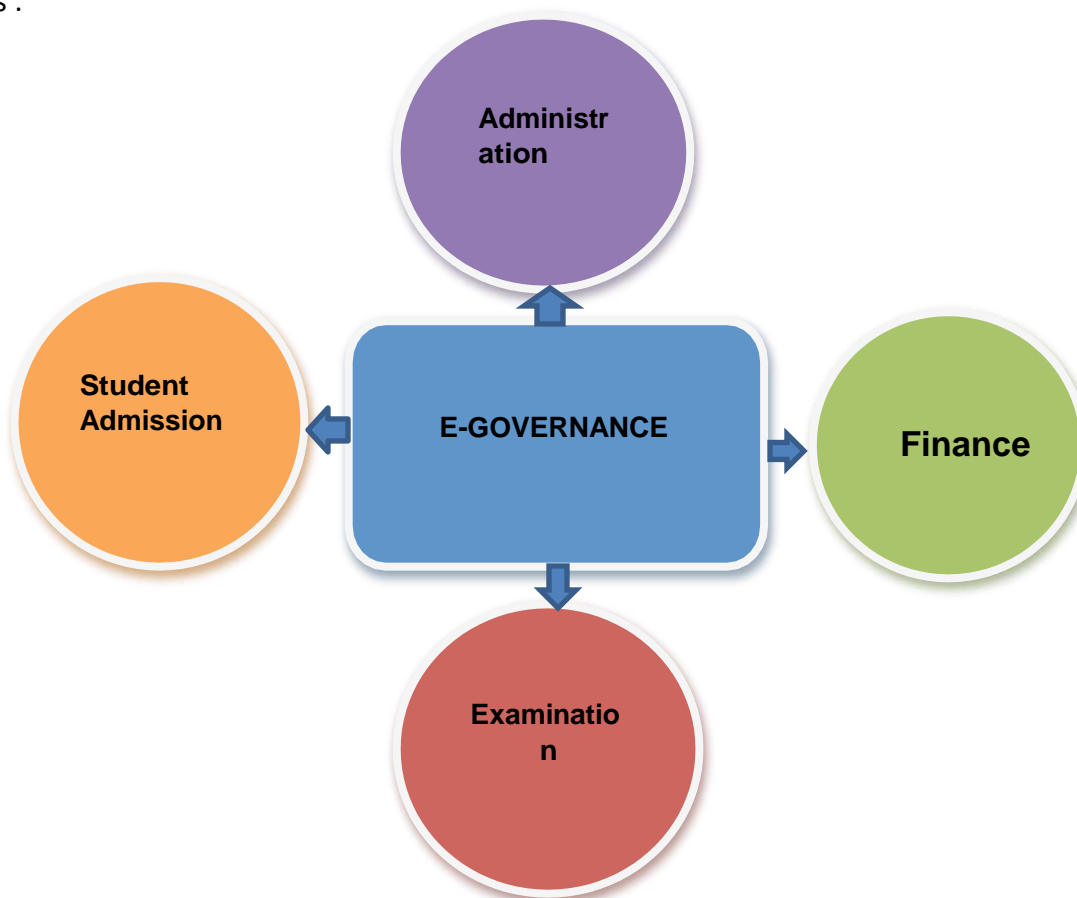 s :
Administr
ation
Student
Admission
E-GOVERNANCE
Finance
Examinatio
n